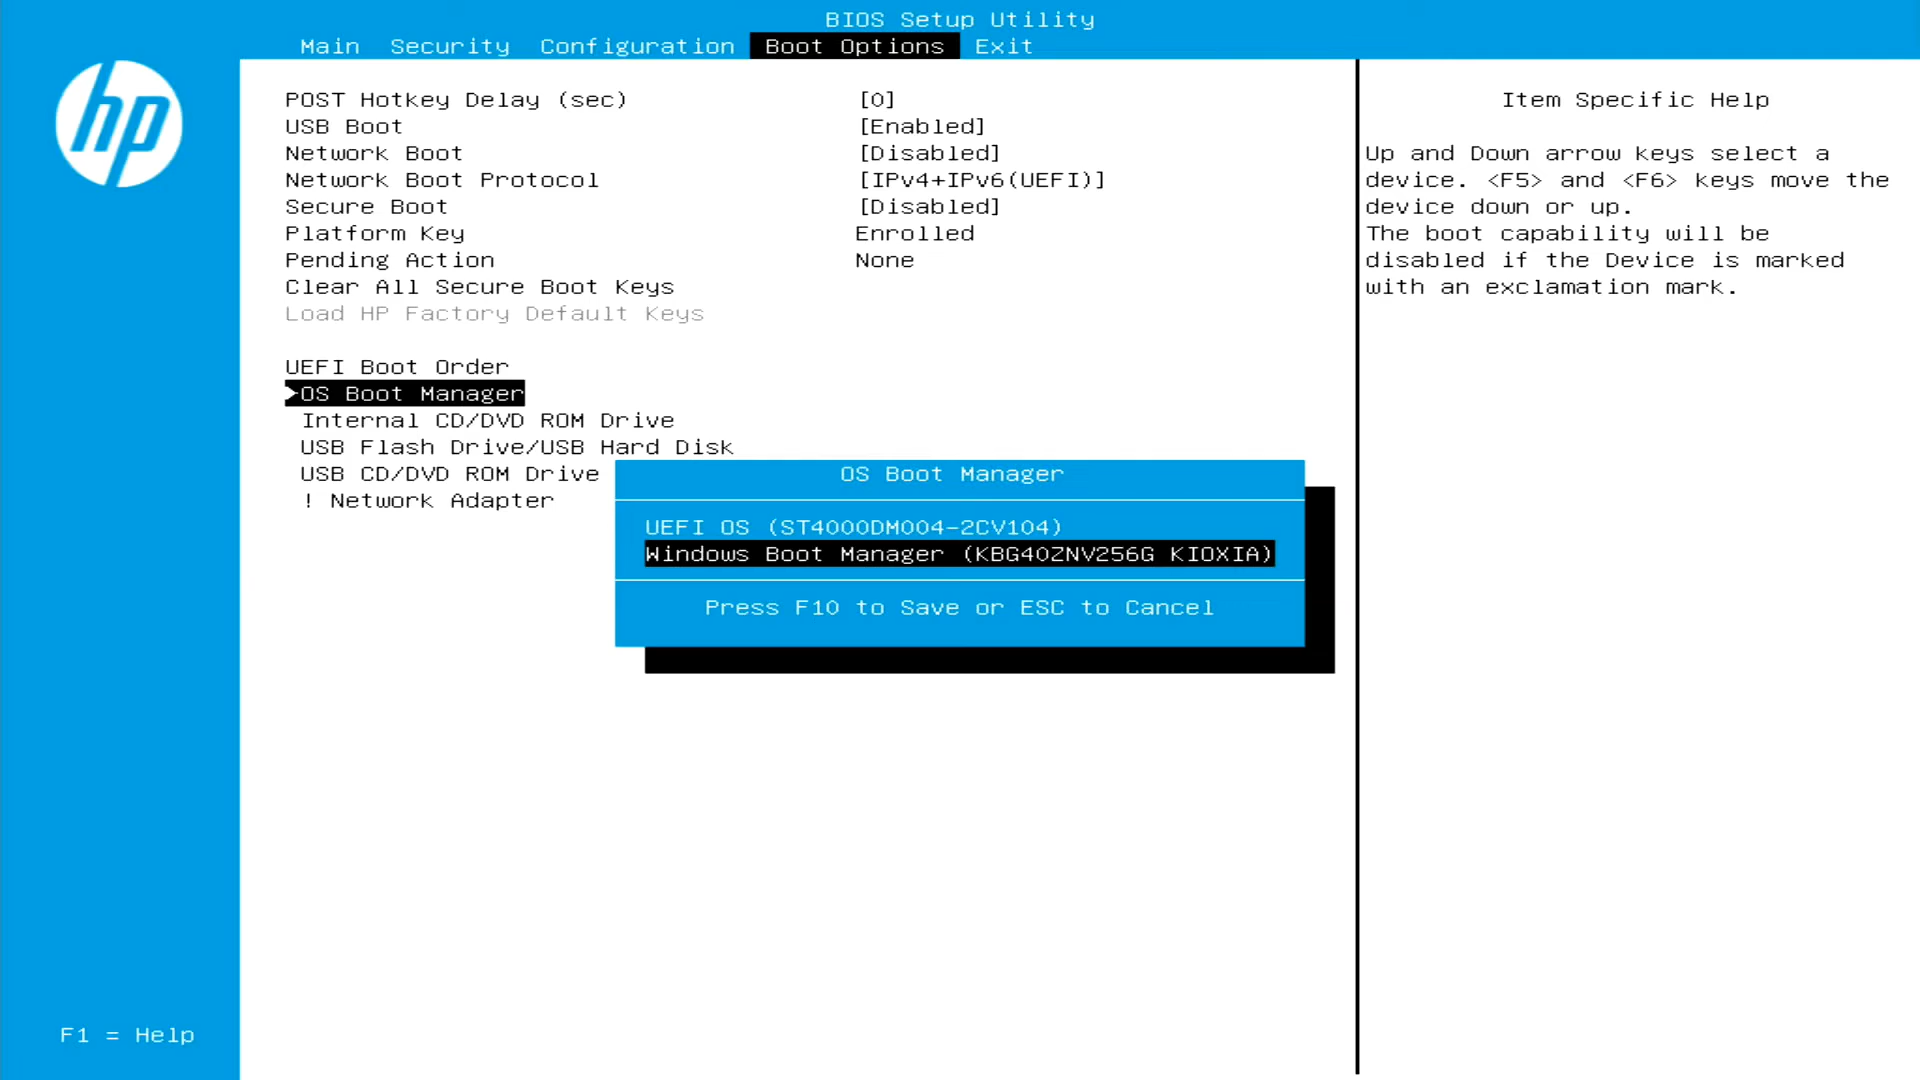 BIOS Setup Utility
Main Security Configuration Boot Options Exit
hp
POST Hotkey Delay (sec) [0]
USB Boot [Enabled]
Network Boot [Disabled]
Network Boot Protocol [IPv4+IPv6(UEFI)]
Secure Boot [Disabled]
Platform Key Enrolled
Pending Action None
Clear All Secure Boot Keys
Load HP Factory Default Keys
UEFI Boot Order
▶OS Boot Manager
Internal CD/DVD ROM Drive
USB Flash Drive/USB Hard Disk
USB CD/DVD ROM Drive
! Network Adapter
OS Boot Manager
UEFI OS (ST4000DM004-2CV104)
Windows Boot Manager (KBG40ZNV256G KIOXIA)
Press F10 to Save or ESC to Cancel
Item Specific Help
Up and Down arrow keys select a
device. <F5> and <F6> keys move the
device down or up.
The boot capability will be
disabled if the Device is marked
with an exclamation mark.
F1 = Help